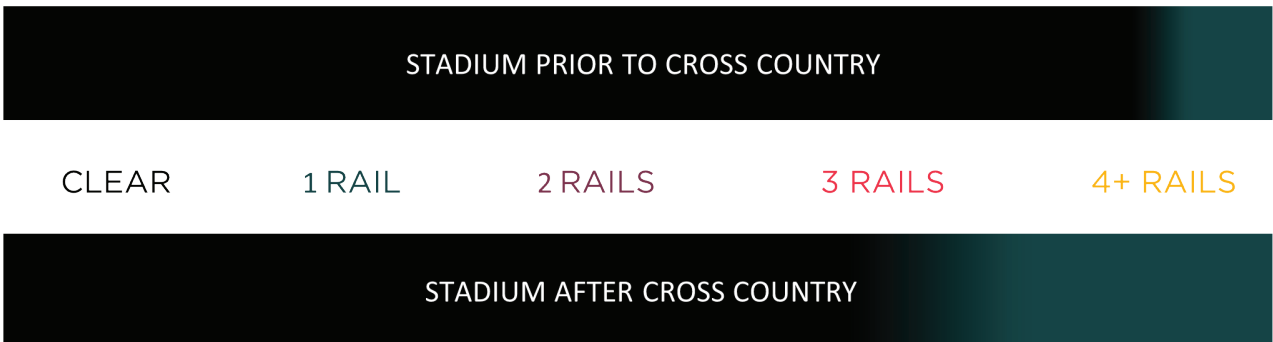 STADIUM PRIOR TO CROSS COUNTRY
CLEAR 1 RAIL 2 RAILS 3 RAILS 4+ RAILS
STADIUM AFTER CROSS COUNTRY